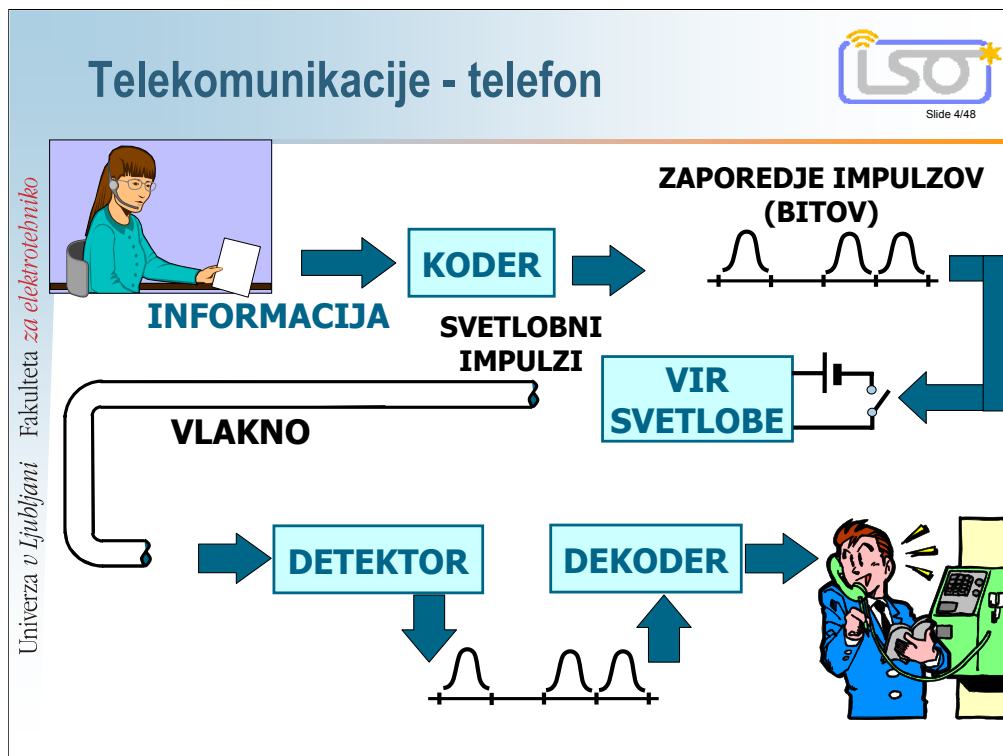 Telekomunikacije - telefon
LSO
Slide 4/48
Univerza v Ljubljani Fakulteta za elektrotehniko
ZAPOREDJE IMPULZOV
(BITOV)
KODER
INFORMACIJA
SVETLOBNI
IMPULZI
VIR
SVETLOBE
VLAKNO
DETEKTOR
DEKODER